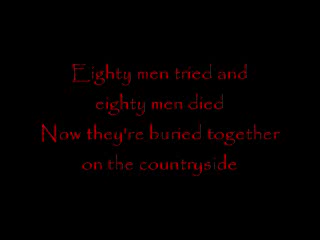 Eighty men tried and
eighty men died
Now they're buried together
on the countryside